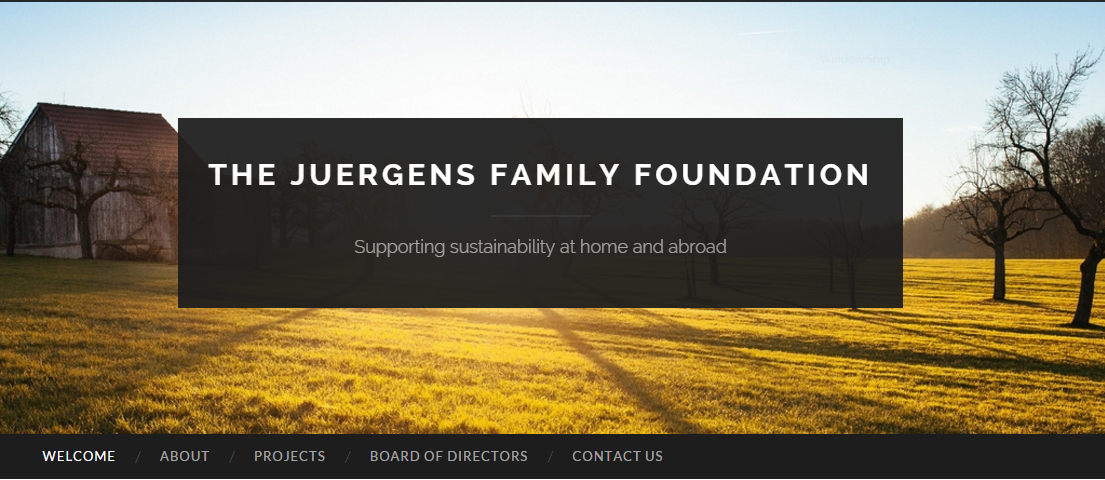 THE JUERGENS FAMILY FOUNDATION
Supporting sustainability at home and abroad
WELCOME / ABOUT / PROJECTS / BOARD OF DIRECTORS / CONTACT US